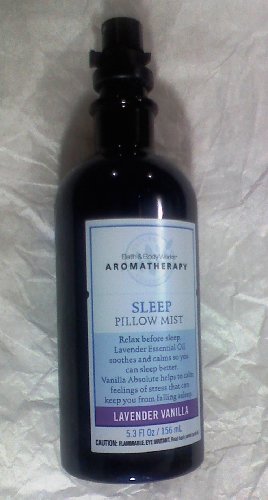 Bath & Body Works
AROMATHERAPY
SLEEP
PILLOW MIST
Relax before sleep.
Lavender Essential Oil
soothes and calms so you
can sleep better.
Vanilla Absolute helps to calm
feelings of stress that can
keep you from falling asleep.
LAVENDER VANILLA
5.3 Fl Oz / 156 mL
CAUTION: FLAMMABLE, EYE IRRITANT.